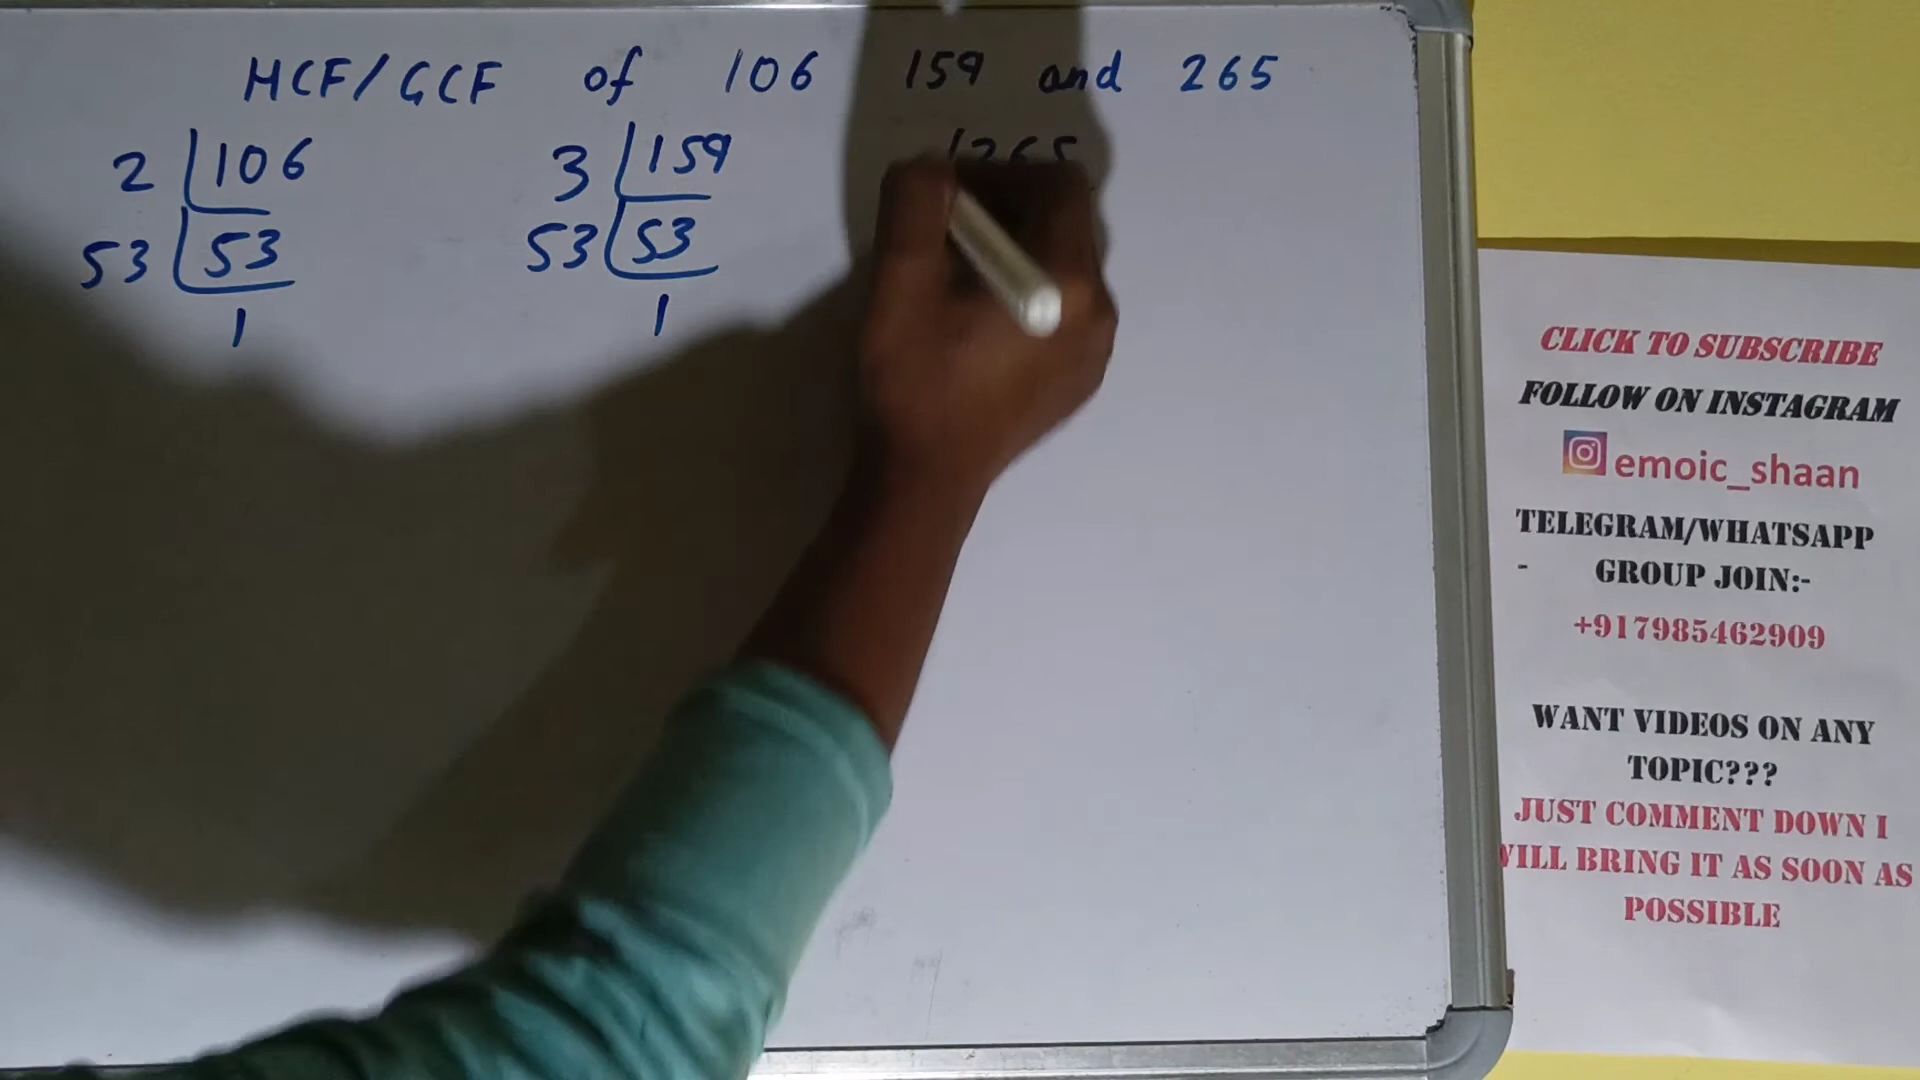 HCF/GCF of 106 159 and 265
2 106 3 159 265
53 53 53 53
1 1
CLICK TO SUBSCRIBE
FOLLOW ON INSTAGRAM
emoic_shaan
TELEGRAM/WHATSAPP
- GROUP JOIN:-
+917985462909
WANT VIDEOS ON ANY
TOPIC???
JUST COMMENT DOWN I
WILL BRING IT AS SOON AS
POSSIBLE